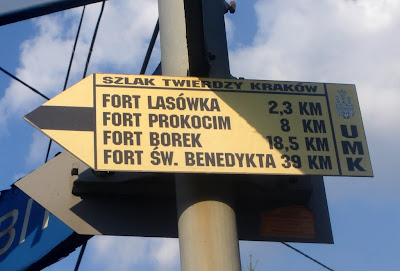 SZLAK TWIERDZY KRAKÓW
FORT LASÓWKA 2,3 KM
FORT PROKOCIM 8 KM
FORT BOREK 18,5 KM
FORT ŚW. BENEDYKTA 39 KM
UMK